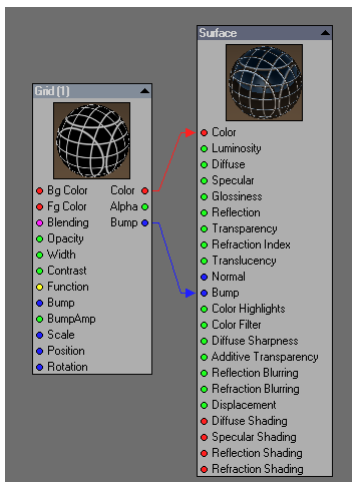 Surface
Grid (1)
Color
Luminosity
Diffuse
Specular
Glossiness
Reflection
Transparency
Refraction Index
Translucency
Normal
Bump
Color Highlights
Color Filter
Diffuse Sharpness
Additive Transparency
Reflection Blurring
Refraction Blurring
Displacement
Diffuse Shading
Specular Shading
Reflection Shading
Refraction Shading
Bg Color Color
Fg Color Alpha
Blending Bump
Opacity
Width
Contrast
Function
Bump
BumpAmp
Scale
Position
Rotation